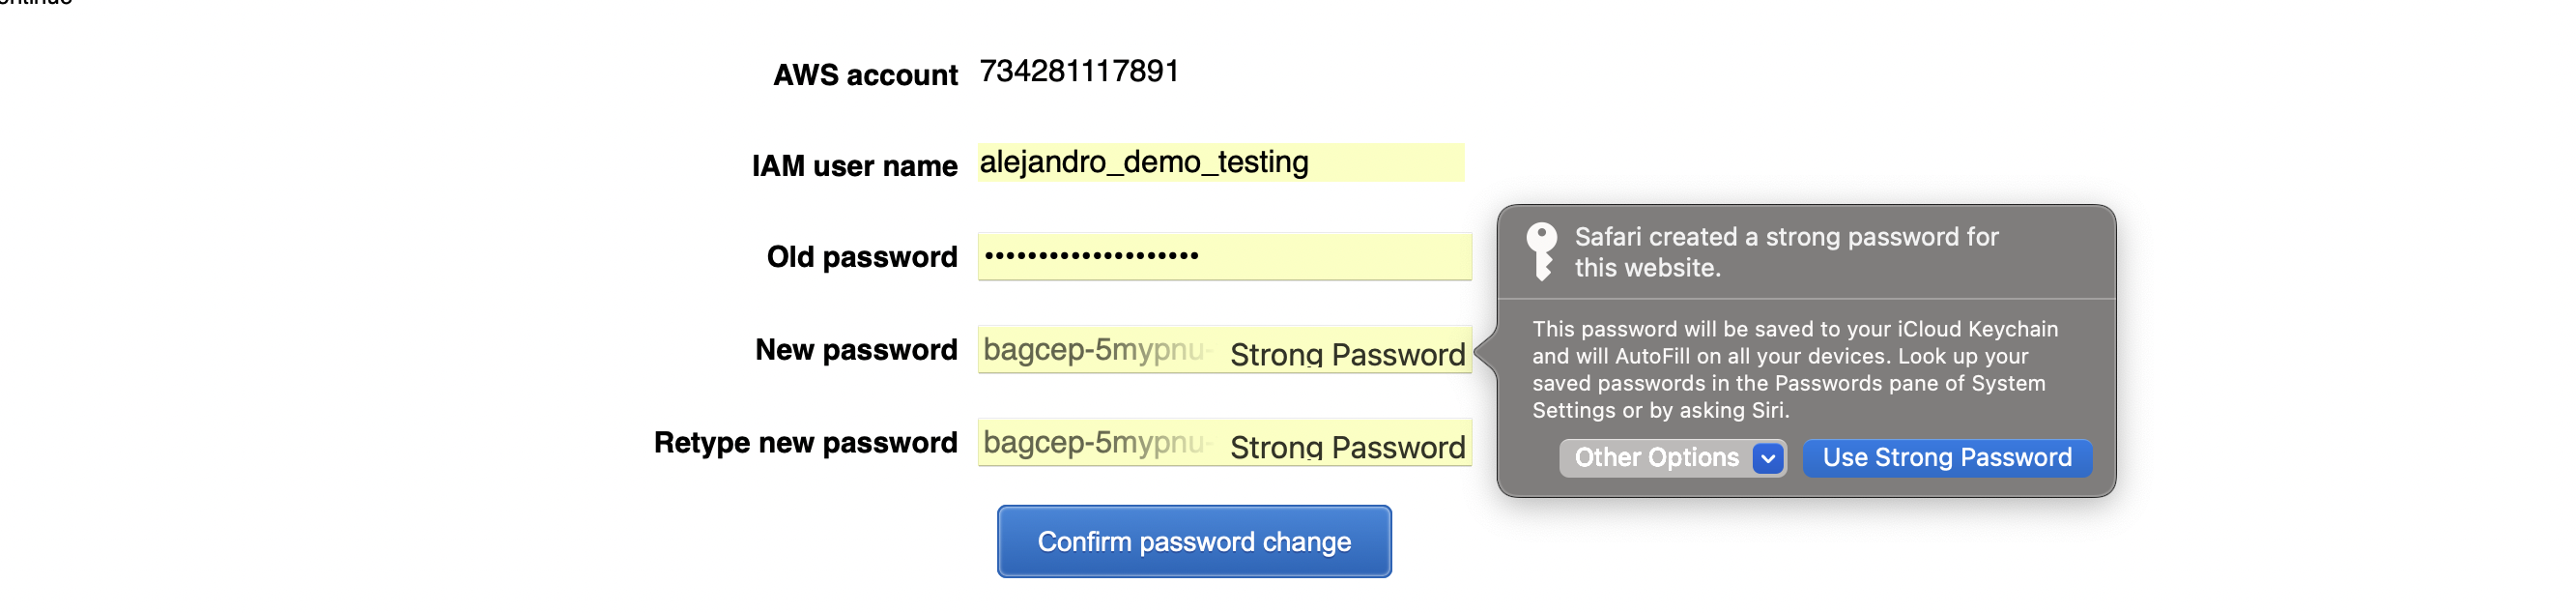 AWS account 734281117891
IAM user name alejandro_demo_testing
Old password ••••••••••••••••••••
New password bagcep-5mypnu- Strong Password
Retype new password bagcep-5mypnu- Strong Password
Confirm password change
Safari created a strong password for
this website.
This password will be saved to your iCloud Keychain
and will AutoFill on all your devices. Look up your
saved passwords in the Passwords pane of System
Settings or by asking Siri.
Other Options Use Strong Password